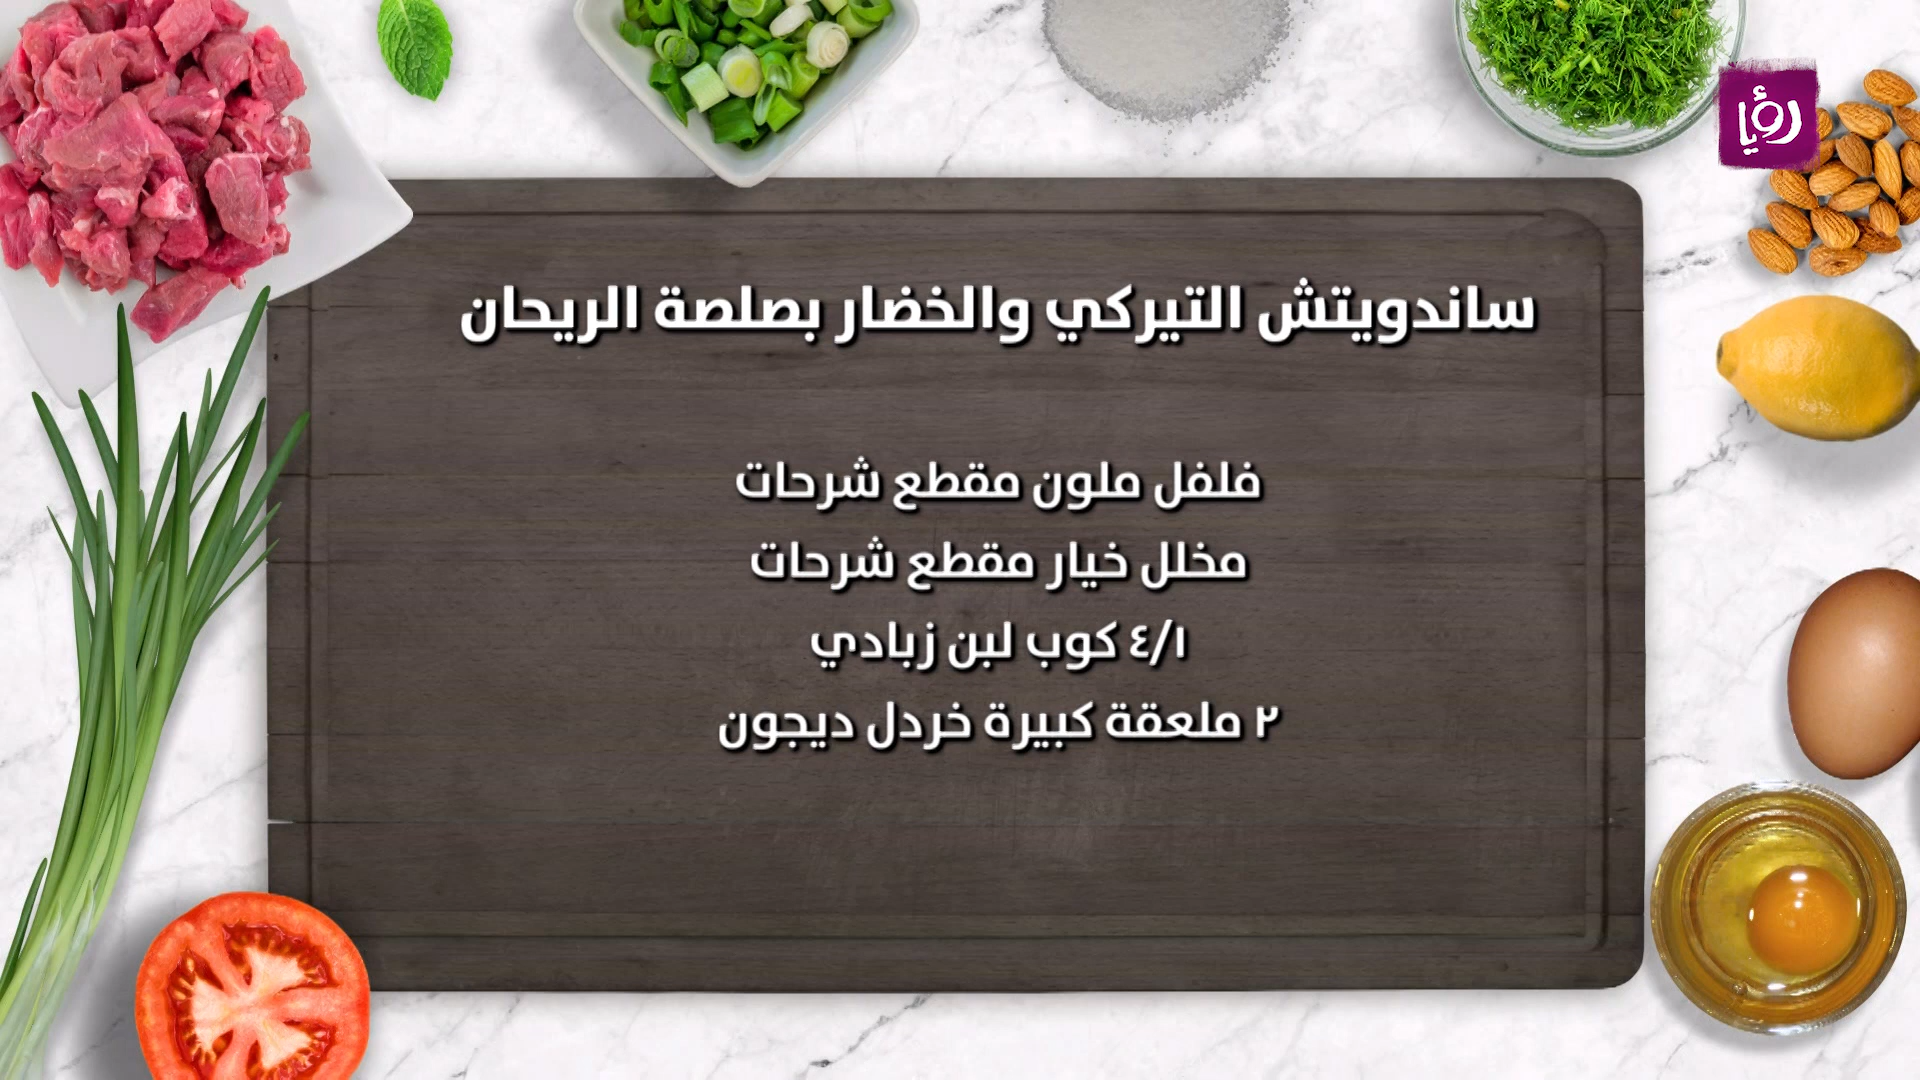 رؤيا
ساندويتش التيركي والخضار بصلصة الريحان
فلفل ملون مقطع شرحات
مخلل خيار مقطع شرحات
٤/١ كوب لبن زبادي
٢ ملعقة كبيرة خردل ديجون